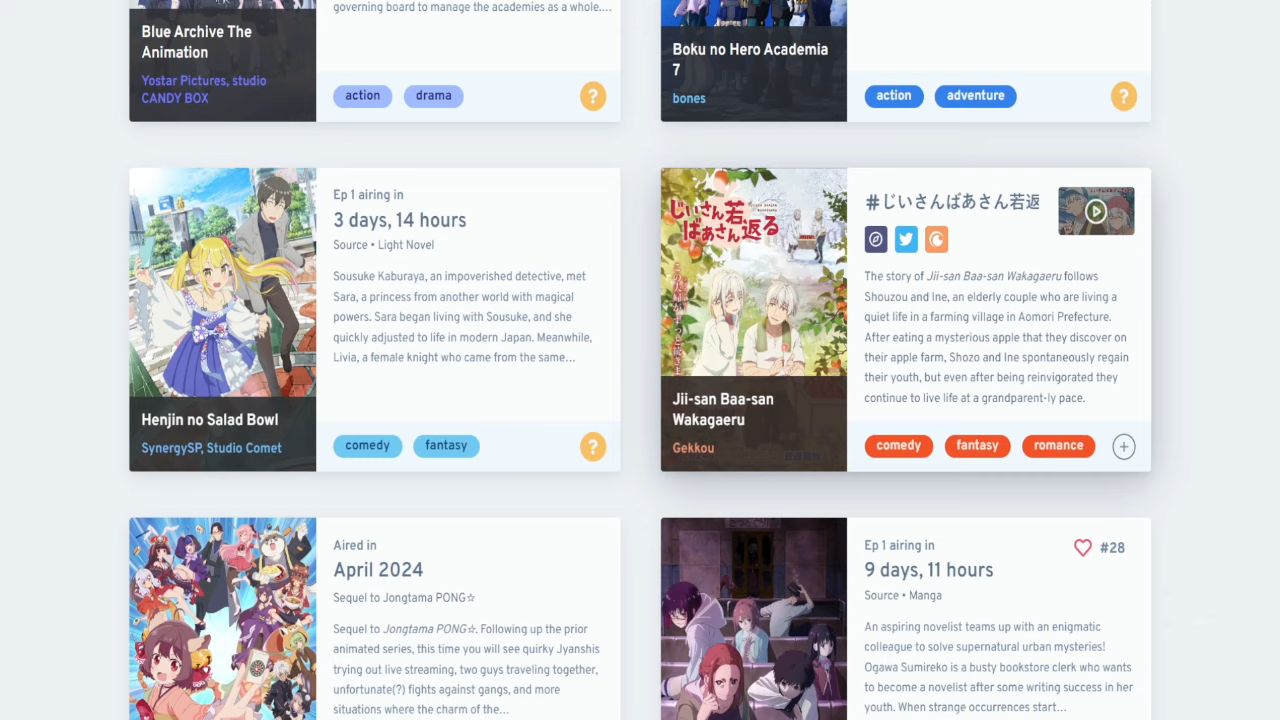 governing board to manage the academies as a whole....
Blue Archive The
Animation
Yostar Pictures, studio
CANDY BOX
action
drama
?
Boku no Hero Academia
7
bones
action
adventure
?
Henjin no Salad Bowl
SynergySP, Studio Comet
Ep 1 airing in
3 days, 14 hours
Source • Light Novel
Sousuke Kaburaya, an impoverished detective, met
Sara, a princess from another world with magical
powers. Sara began living with Sousuke, and she
quickly adjusted to life in modern Japan. Meanwhile,
Livia, a female knight who came from the same...
comedy
fantasy
?
じいさん若
ばあさん返る
Jii-san Baa-san
Wakagaeru
Gekkou
#じいさんばあさん若返
The story of Jii-san Baa-san Wakagaeru follows
Shouzou and Ine, an elderly couple who are living a
quiet life in a farming village in Aomori Prefecture.
After eating a mysterious apple that they discover on
their apple farm, Shozo and Ine spontaneously regain
their youth, but even after being reinvigorated they
continue to live life at a grandparent-ly pace.
comedy
fantasy
romance
Aired in
April 2024
Sequel to Jongtama PONG☆
Sequel to Jongtama PONG☆. Following up the prior
animated series, this time you will see quirky Jyanshis
trying out live streaming, two guys traveling together,
unfortunate(?) fights against gangs, and more
situations where the charm of the...
Ep 1 airing in
#28
9 days, 11 hours
Source • Manga
An aspiring novelist teams up with an enigmatic
colleague to solve supernatural urban mysteries!
Ogawa Sumireko is a busty bookstore clerk who wants
to become a novelist after some writing success in her
youth. When strange occurrences start...